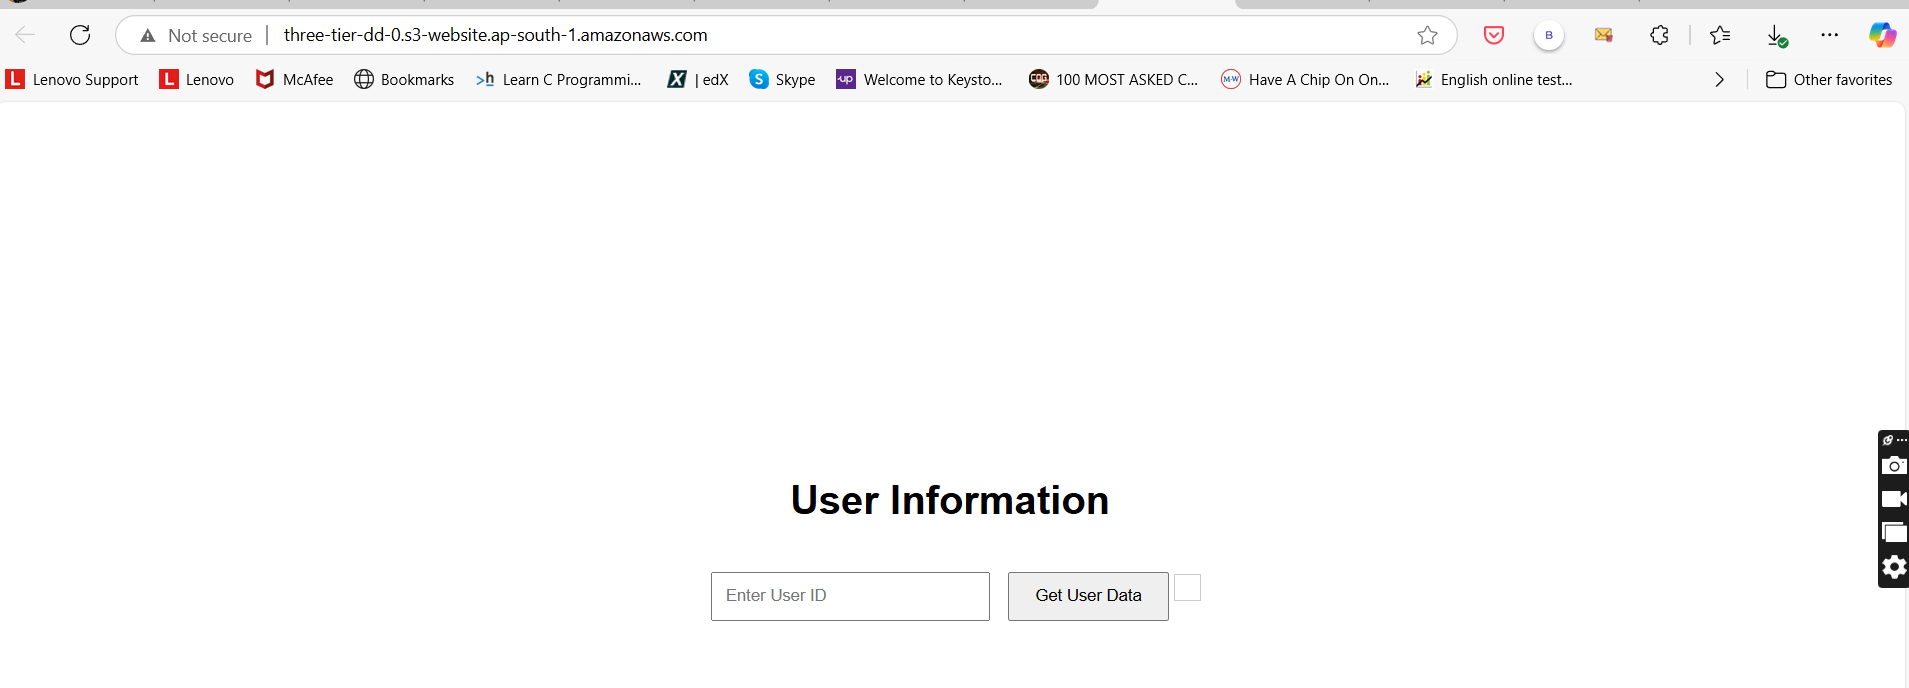 Not secure three-tier-dd-0.s3-website.ap-south-1.amazonaws.com B
L Lenovo Support L Lenovo McAfee Bookmarks >h Learn C Programmi... X | edX S Skype up Welcome to Keysto... 100 MOST ASKED C... M-W Have A Chip On On... English online test... Other favorites
User Information
Enter User ID Get User Data